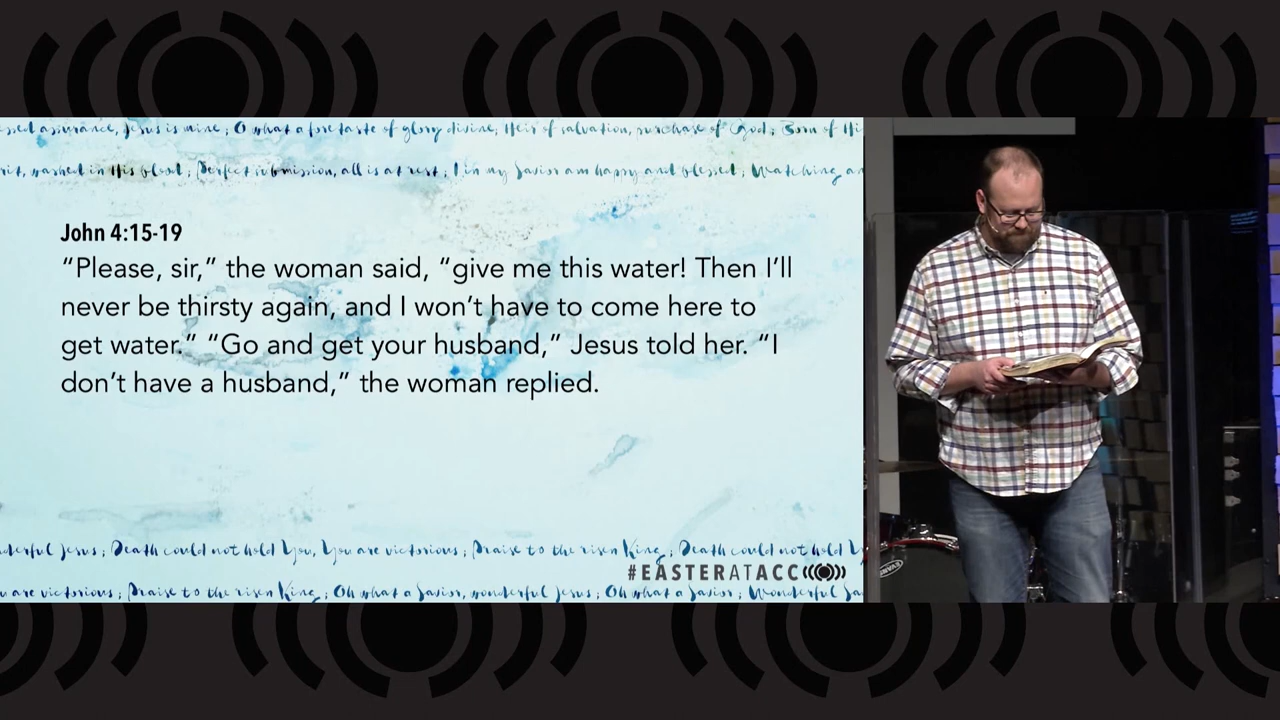 essed assurance, Jesus is mine; O what a foretaste of glory divine; Heir of salvation, purchase of God; Born of His
rit, washed in His blood; Perfect submission, all is at rest; I in my Savior am happy and blessed; Watching an
John 4:15-19
“Please, sir,” the woman said, “give me this water! Then I’ll
never be thirsty again, and I won’t have to come here to
get water.” “Go and get your husband,” Jesus told her. “I
don’t have a husband,” the woman replied.
nderful Jesus; Death could not hold You, You are victorious; Praise to the risen King; Death could not hold Y
#EASTERATACC
u are victorious; Praise to the risen King; Oh what a Savior, wonderful Jesus; Oh what a Savior; Wonderful Je
EVANS